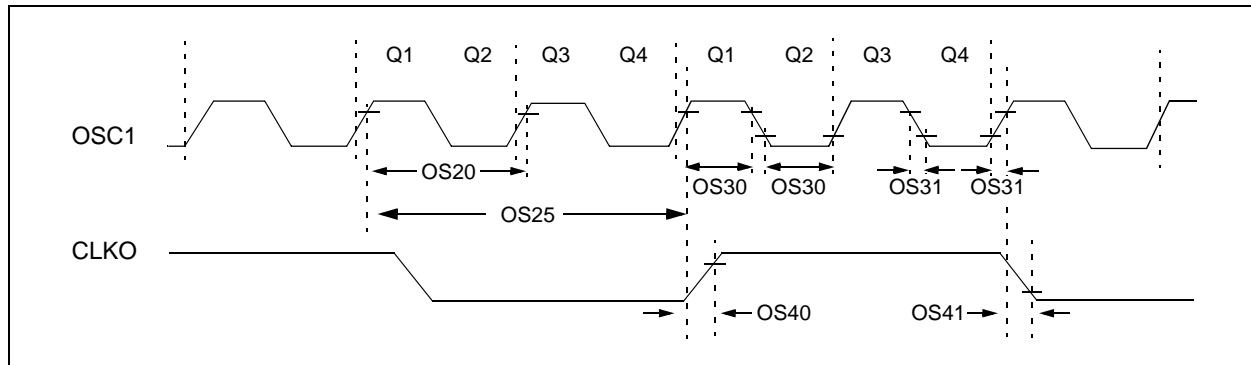 Q1 Q2 Q3 Q4 Q1 Q2 Q3 Q4
OSC1
OS20 OS30 OS30 OS31 OS31
OS25
CLKO
OS40 OS41